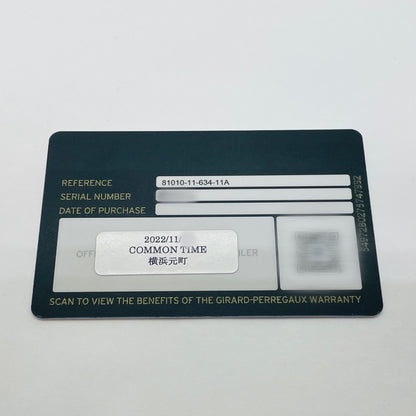 REFERENCE 81010-11-634-11A
SERIAL NUMBER
DATE OF PURCHASE
2022/11/
COMMON TIME
横浜元町
SCAN TO VIEW THE BENEFITS OF THE GIRARD-PERREGAUX WARRANTY